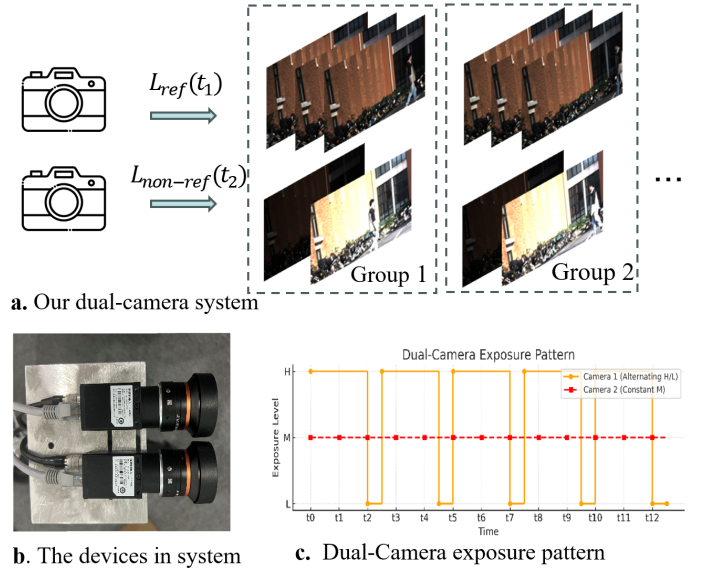 L_ref(t_1)
L_non−ref(t_2)
...
Group 1
Group 2
a. Our dual-camera system
Dual-Camera Exposure Pattern
Camera 1 (Alternating H/L)
Camera 2 (Constant M)
Exposure Level
H
M
L
t0 t1 t2 t3 t4 t5 t6 t7 t8 t9 t10 t11 t12
Time
b. The devices in system
c. Dual-Camera exposure pattern